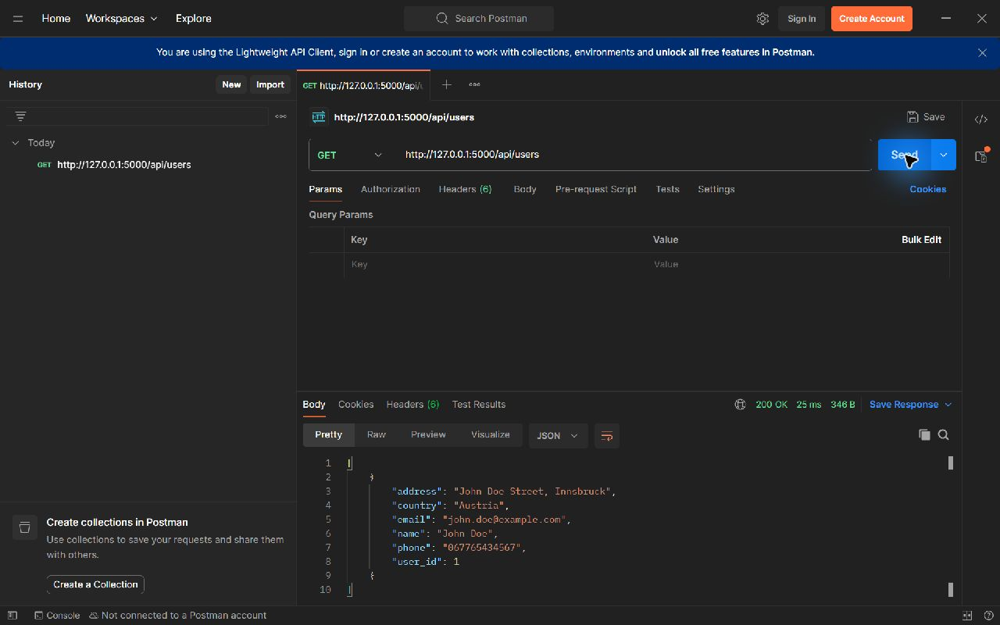 Home Workspaces Explore Search Postman Sign In Create Account
You are using the Lightweight API Client, sign in or create an account to work with collections, environments and unlock all free features in Postman.
History New Import
GET http://127.0.0.1:5000/api/
HTTP http://127.0.0.1:5000/api/users Save
Today
GET http://127.0.0.1:5000/api/users
GET http://127.0.0.1:5000/api/users Send
Params Authorization Headers (6) Body Pre-request Script Tests Settings Cookies
Query Params
Key Value Bulk Edit
Key Value
Body Cookies Headers (6) Test Results 200 OK 25 ms 346 B Save Response
Pretty Raw Preview Visualize JSON
1 [
2 {
3 "address": "John Doe Street, Innsbruck",
4 "country": "Austria",
5 "email": "john.doe@example.com",
6 "name": "John Doe",
7 "phone": "067765434567",
8 "user_id": 1
9 }
10 ]
Create collections in Postman
Use collections to save your requests and share them
with others.
Create a Collection
Console Not connected to a Postman account